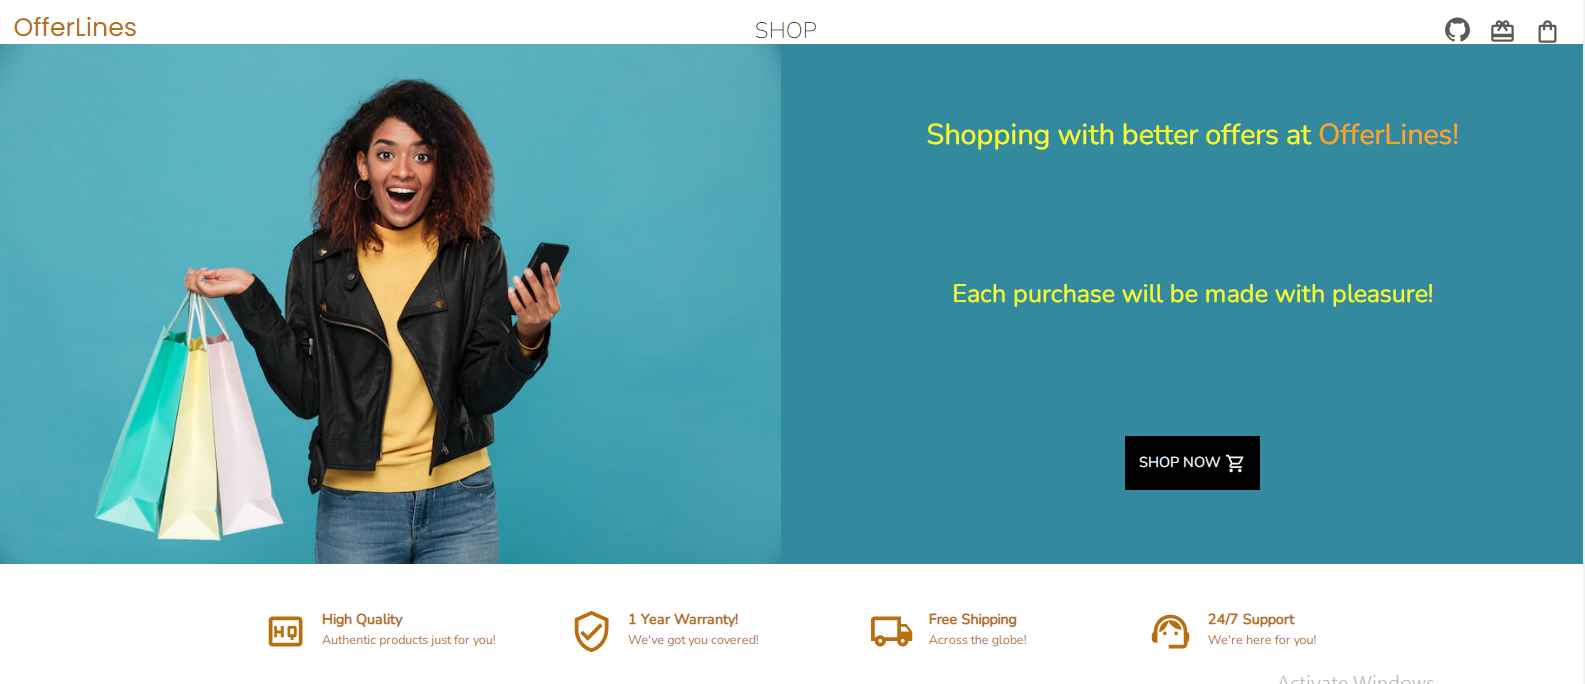 OfferLines
SHOP
Shopping with better offers at OfferLines!
Each purchase will be made with pleasure!
SHOP NOW
HQ
High Quality
Authentic products just for you!
1 Year Warranty!
We've got you covered!
Free Shipping
Across the globe!
24/7 Support
We're here for you!
Activate Windows